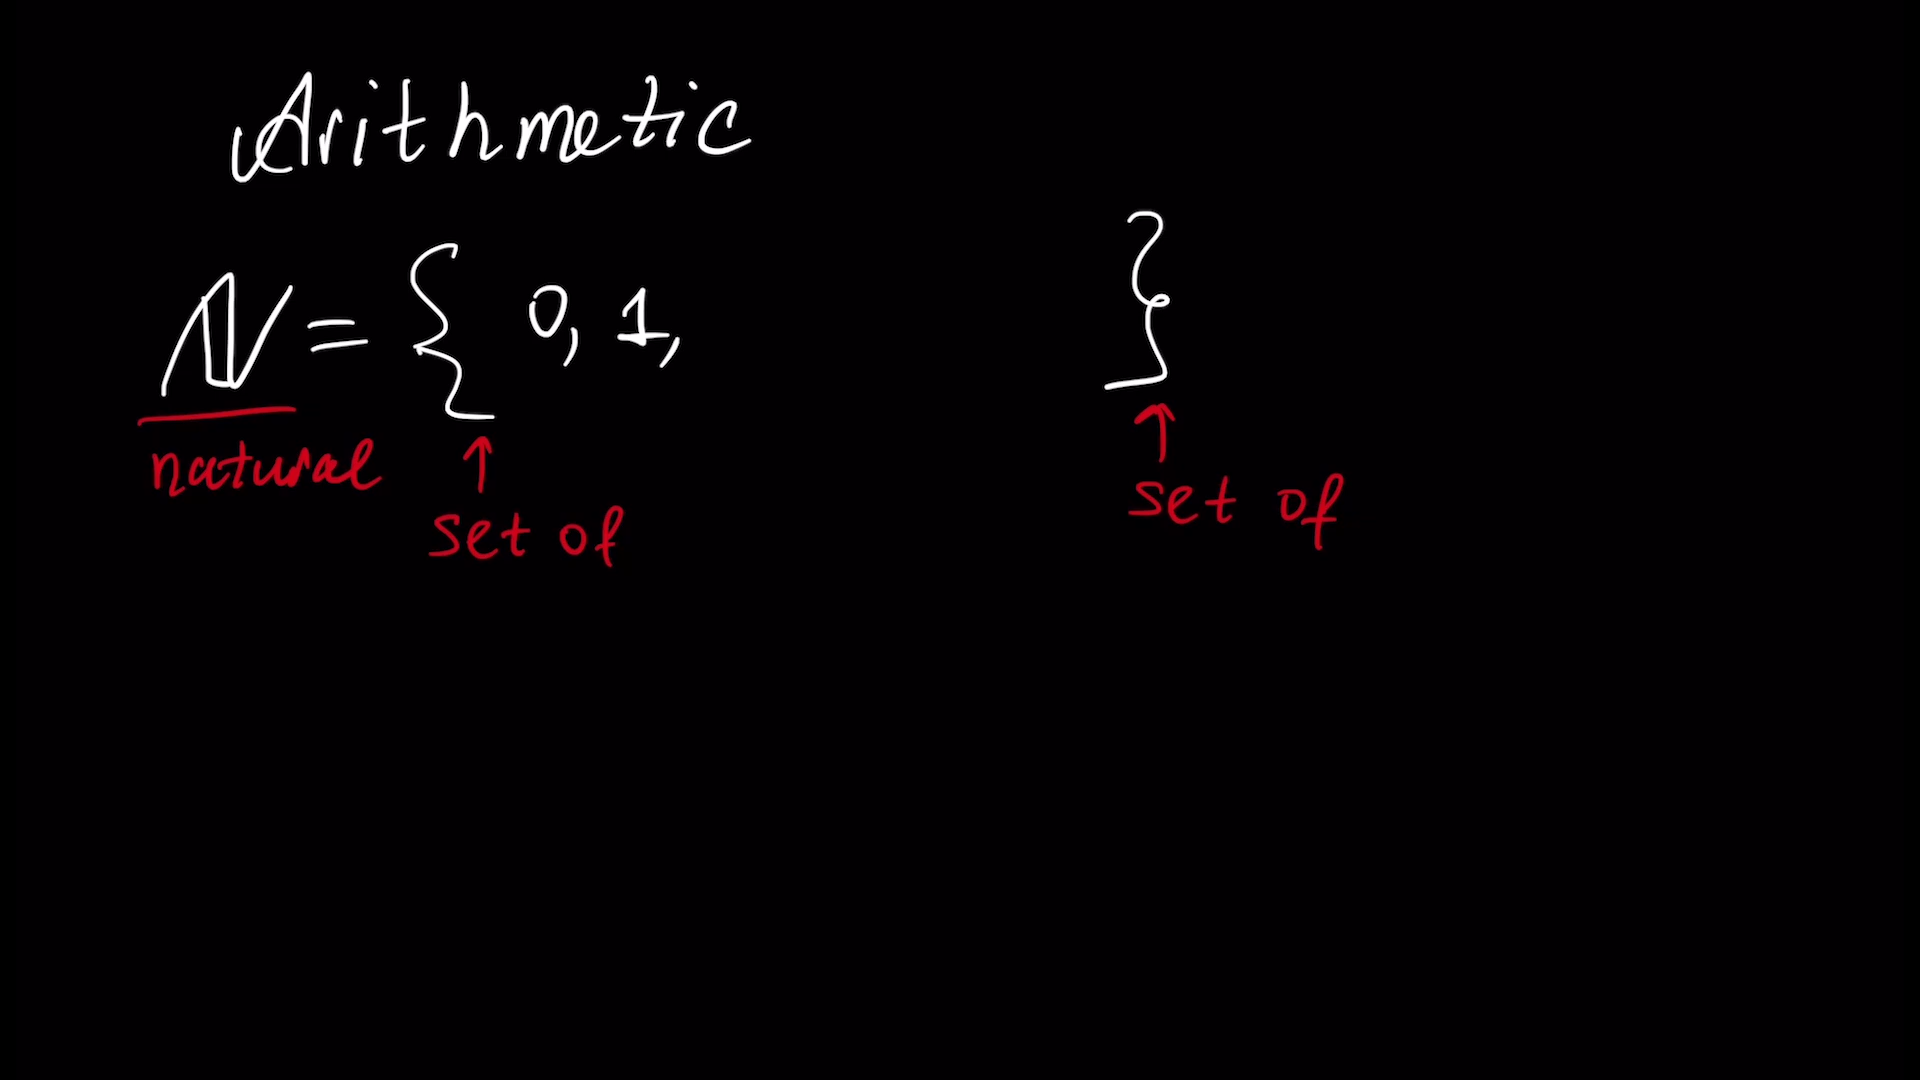 Arithmetic
ℕ = { 0, 1, }
natural
set of
set of